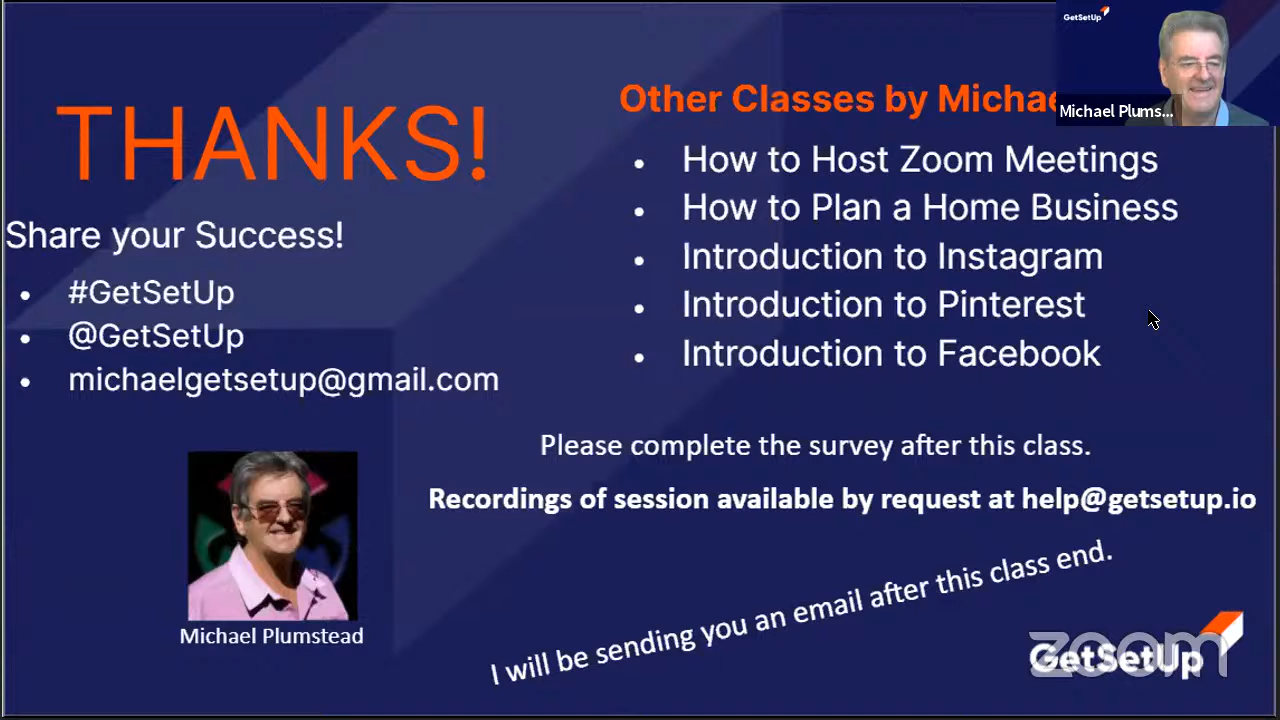 THANKS!
Share your Success!
• #GetSetUp
• @GetSetUp
• michaelgetsetup@gmail.com
Michael Plumstead
Other Classes by Michae
• How to Host Zoom Meetings
• How to Plan a Home Business
• Introduction to Instagram
• Introduction to Pinterest
• Introduction to Facebook
Please complete the survey after this class.
Recordings of session available by request at help@getsetup.io
I will be sending you an email after this class end.
GetSetUp
Michael Plums...
zoom
GetSetUp